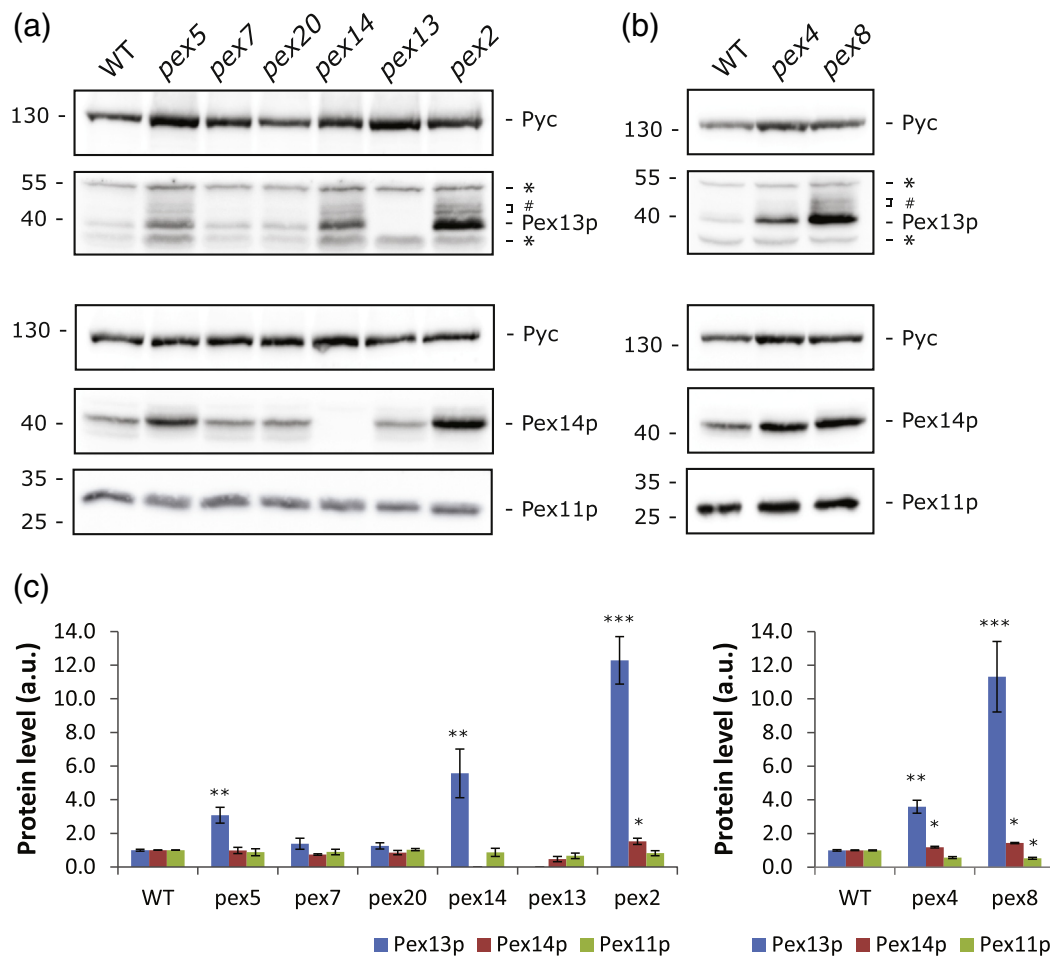 (a)
WT pex5 pex7 pex20 pex14 pex13 pex2
130 - - Pyc
55 - - *
#
40 - - Pex13p
- *
130 - - Pyc
40 - - Pex14p
35 -
- Pex11p
25 -
(b)
WT pex4 pex8
130 - - Pyc
55 - - *
#
40 - - Pex13p
- *
130 - - Pyc
40 - - Pex14p
35 -
- Pex11p
25 -
(c)
Protein level (a.u.)
14.0
12.0
10.0
8.0
6.0
4.0
2.0
0.0
** ** *** *
WT pex5 pex7 pex20 pex14 pex13 pex2
Pex13p Pex14p Pex11p
Protein level (a.u.)
14.0
12.0
10.0
8.0
6.0
4.0
2.0
0.0
** * *** * *
WT pex4 pex8
Pex13p Pex14p Pex11p